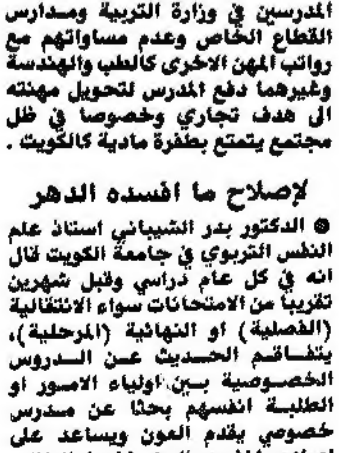 المدرسين في وزارة التربية ومدارس
القطاع الخاص وعدم مساواتهم مع
رواتب المهن الاخرى كالطب والهندسة
وغيرهما دفع المدرس لتحويل مهنته
الى هدف تجاري وخصوصا في ظل
مجتمع يتمتع بطفرة مادية كالكويت .
لإصلاح ما افسده الدهر
● الدكتور بدر الشيباني استاذ علم
النفس التربوي في جامعة الكويت قال
انه في كل عام دراسي وقبل شهرين
تقريبا من الامتحانات سواء الانتقالية
(الفصلية) او النهائية (المرحلية)،
يتفاقم الحديث عن الدروس
الخصوصية بين اولياء الامور او
الطلبة انفسهم بحثا عن مدرس
خصوصي يقدم العون ويساعد على